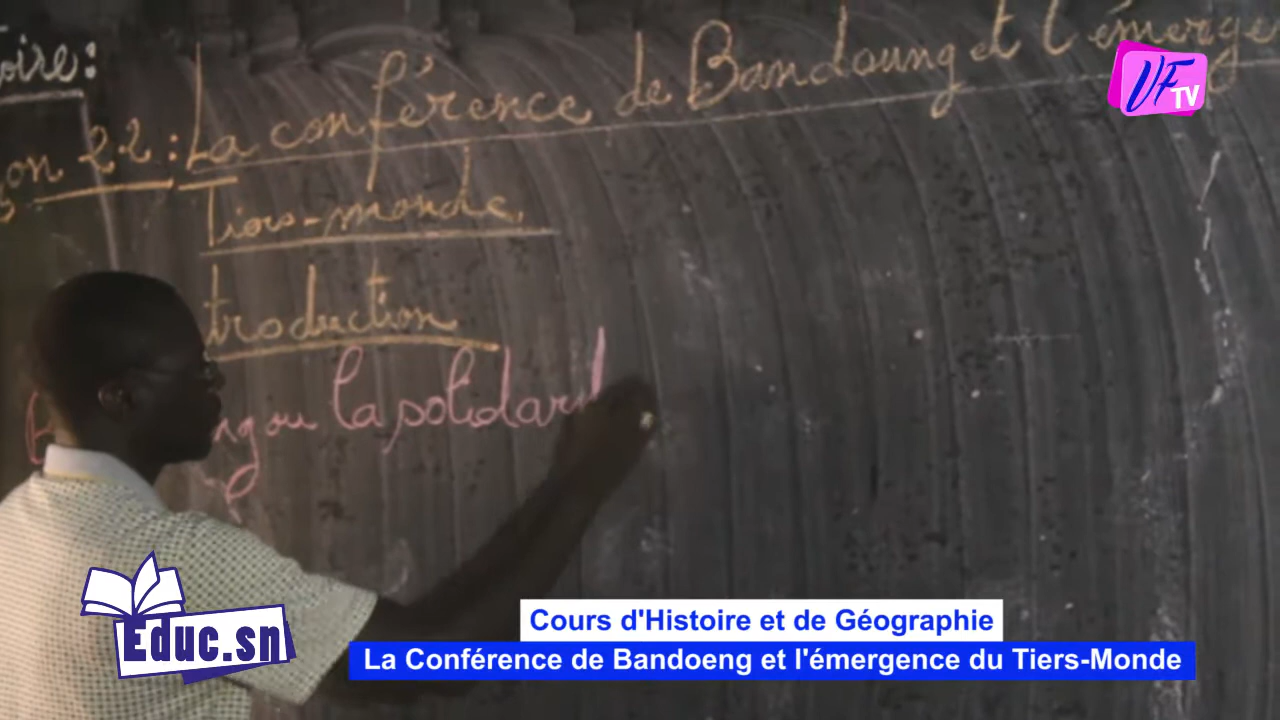 oire:
on 22: La conférence de Bandoung et l'émerge
Tiers-monde.
troduction
ng ou la solidari
VF
TV
Educ.sn
Cours d'Histoire et de Géographie
La Conférence de Bandoeng et l'émergence du Tiers-Monde